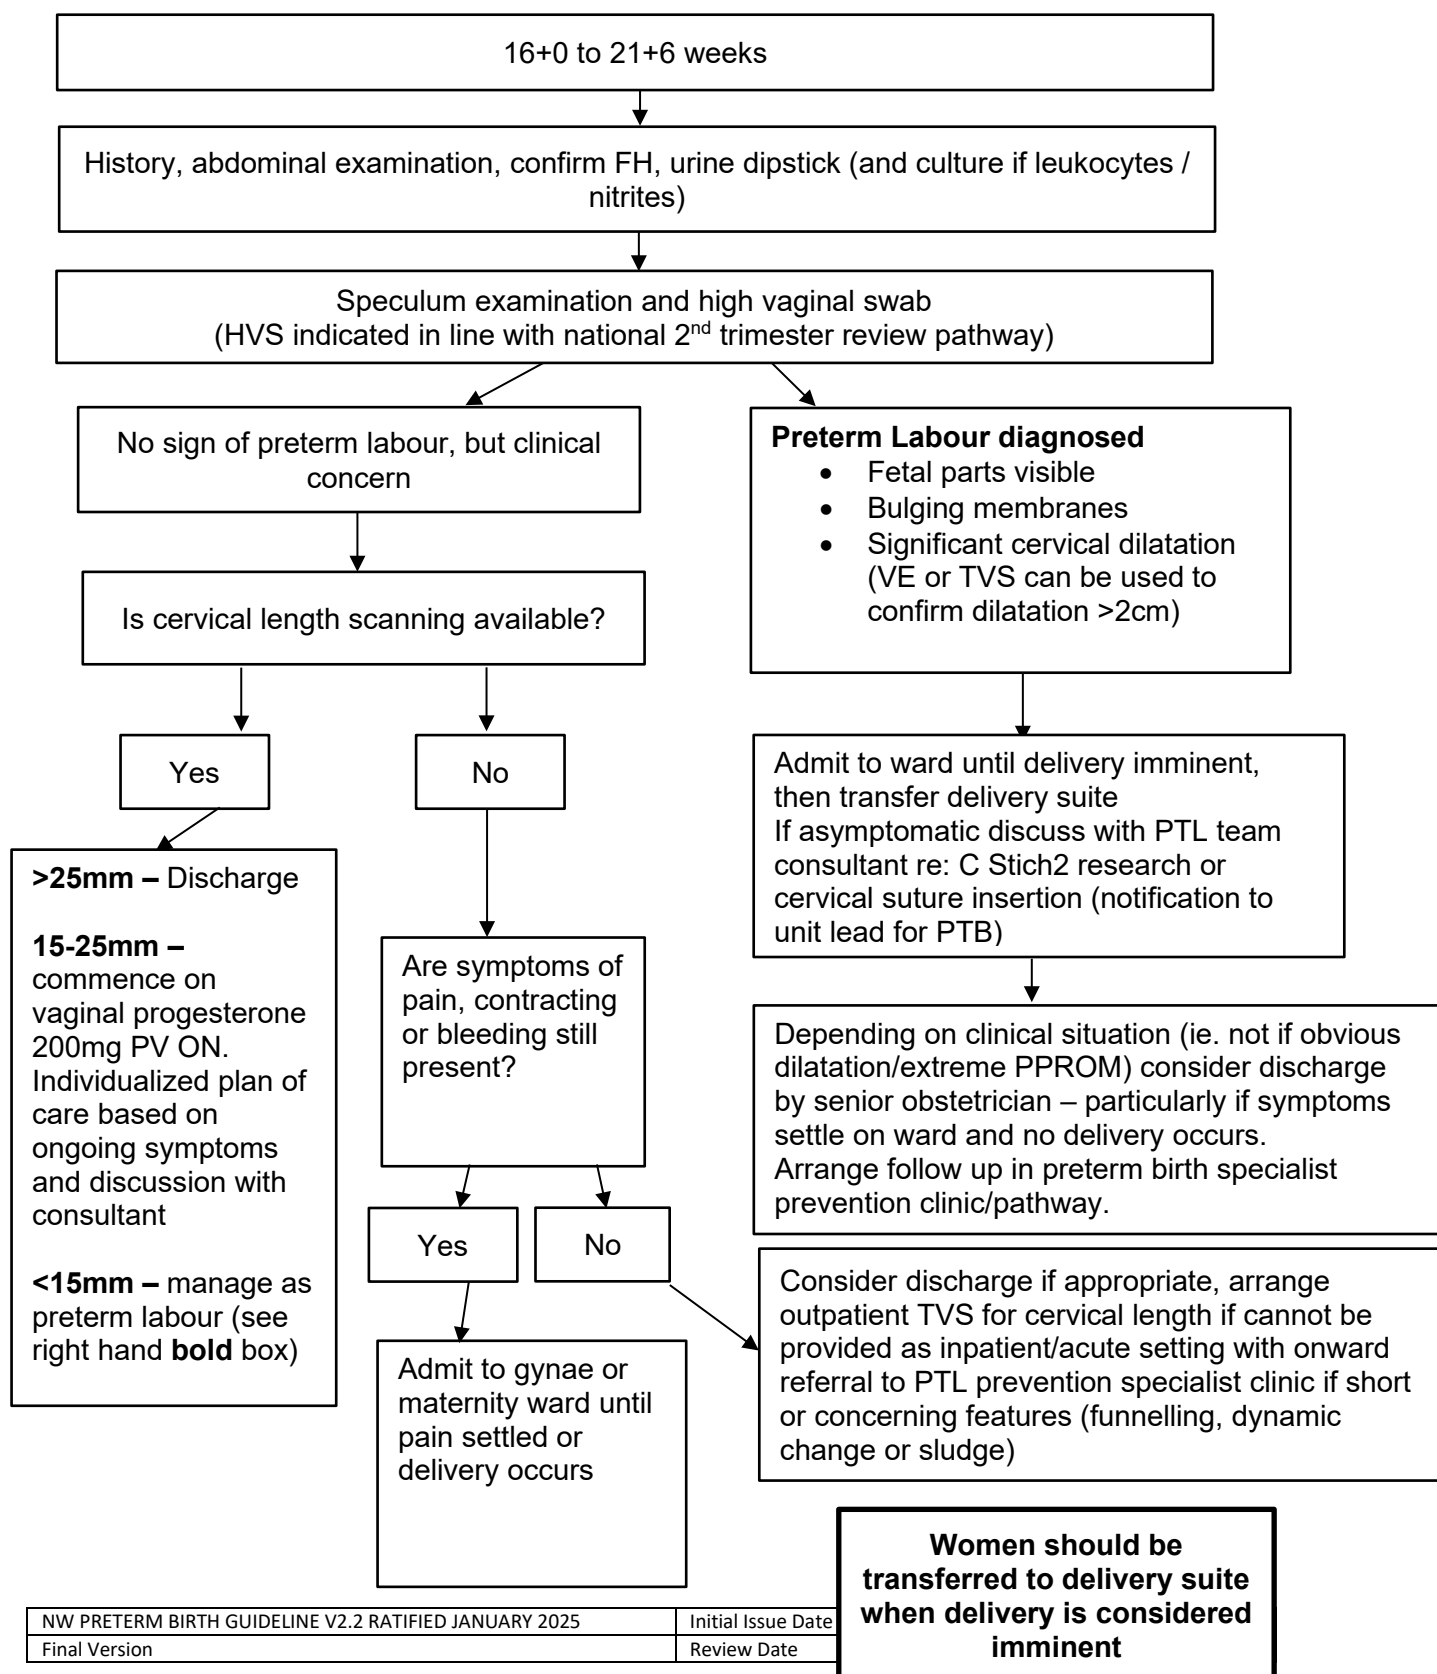 16+0 to 21+6 weeks
History, abdominal examination, confirm FH, urine dipstick (and culture if leukocytes /
nitrites)
Speculum examination and high vaginal swab
(HVS indicated in line with national 2nd trimester review pathway)
No sign of preterm labour, but clinical
concern
Is cervical length scanning available?
Yes
No
>25mm – Discharge
15-25mm –
commence on
vaginal progesterone
200mg PV ON.
Individualized plan of
care based on
ongoing symptoms
and discussion with
consultant
<15mm – manage as
preterm labour (see
right hand bold box)
Are symptoms of
pain, contracting
or bleeding still
present?
Yes
No
Admit to gynae or
maternity ward until
pain settled or
delivery occurs
Preterm Labour diagnosed
• Fetal parts visible
• Bulging membranes
• Significant cervical dilatation
(VE or TVS can be used to
confirm dilatation >2cm)
Admit to ward until delivery imminent,
then transfer delivery suite
If asymptomatic discuss with PTL team
consultant re: C Stich2 research or
cervical suture insertion (notification to
unit lead for PTB)
Depending on clinical situation (ie. not if obvious
dilatation/extreme PPROM) consider discharge
by senior obstetrician – particularly if symptoms
settle on ward and no delivery occurs.
Arrange follow up in preterm birth specialist
prevention clinic/pathway.
Consider discharge if appropriate, arrange
outpatient TVS for cervical length if cannot be
provided as inpatient/acute setting with onward
referral to PTL prevention specialist clinic if short
or concerning features (funnelling, dynamic
change or sludge)
Women should be
transferred to delivery suite
when delivery is considered
imminent
NW PRETERM BIRTH GUIDELINE V2.2 RATIFIED JANUARY 2025
Initial Issue Date
Final Version
Review Date